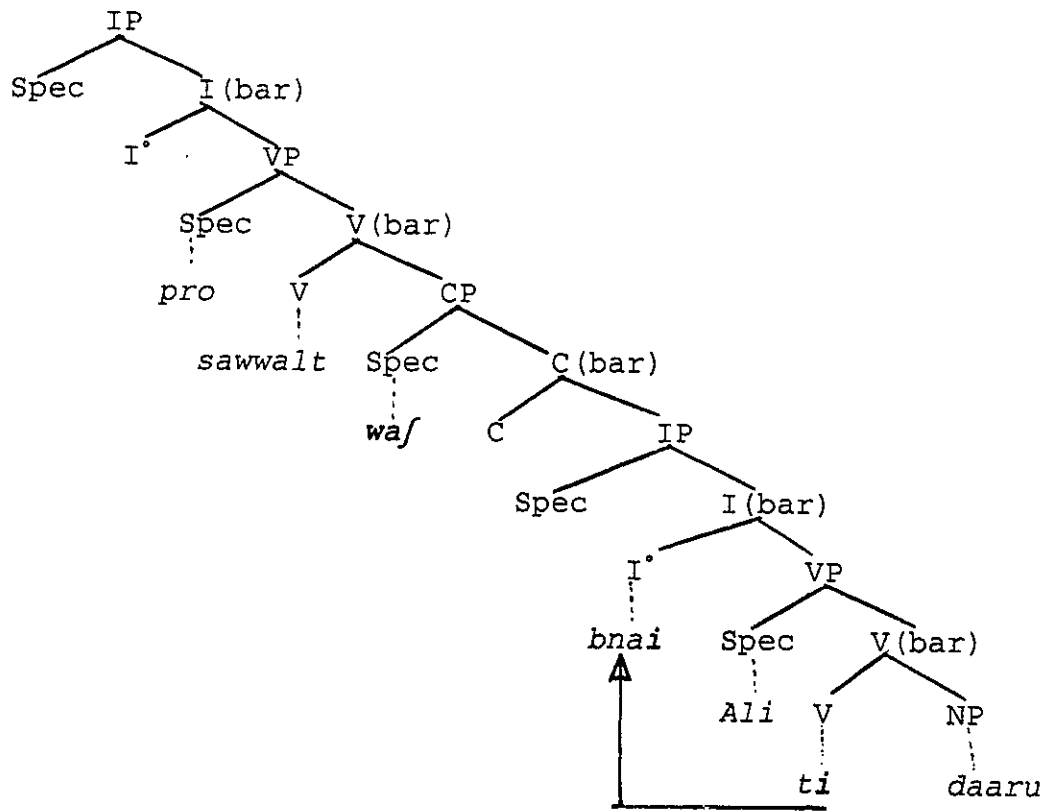 IP
Spec I(bar)
I° VP
Spec V(bar)
pro V CP
sawwalt Spec C(bar)
waʃ C IP
Spec I(bar)
I° VP
bnai Spec V(bar)
Ali V NP
ti daaru